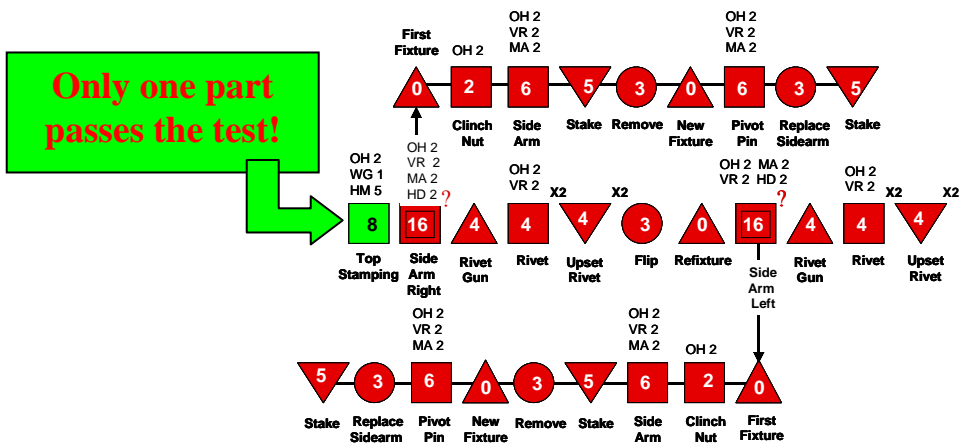 Only one part
passes the test!
First
Fixture
OH 2
OH 2
VR 2
MA 2
OH 2
VR 2
MA 2
0
2
6
5
3
0
6
3
5
Clinch
Nut
Side
Arm
Stake
Remove
New
Fixture
Pivot
Pin
Replace
Sidearm
Stake
OH 2
WG 1
HM 5
OH 2
VR 2
MA 2
HD 2
?
OH 2
VR 2
X2
X2
OH 2 MA 2
VR 2 HD 2
?
OH 2
VR 2
X2
X2
8
16
4
4
4
3
0
16
4
4
4
Top
Stamping
Side
Arm
Right
Rivet
Gun
Rivet
Upset
Rivet
Flip
Refixture
Side
Arm
Left
Rivet
Gun
Rivet
Upset
Rivet
OH 2
VR 2
MA 2
OH 2
VR 2
MA 2
OH 2
5
3
6
0
3
5
6
2
0
Stake
Replace
Sidearm
Pivot
Pin
New
Fixture
Remove
Stake
Side
Arm
Clinch
Nut
First
Fixture